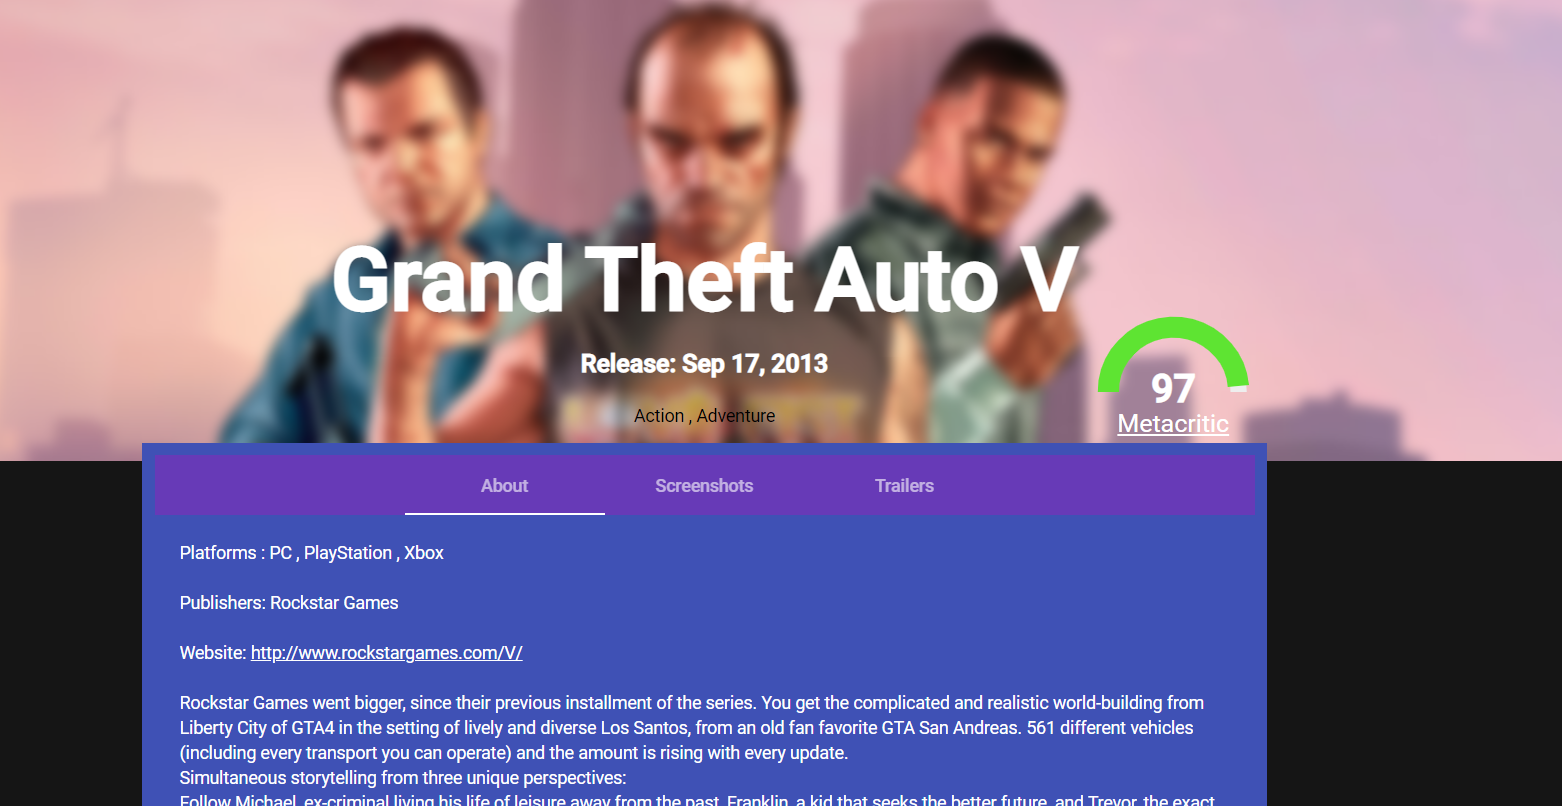 Grand Theft Auto V
Release: Sep 17, 2013
Action , Adventure
97
Metacritic
About
Screenshots
Trailers
Platforms : PC , PlayStation , Xbox
Publishers: Rockstar Games
Website: http://www.rockstargames.com/V/
Rockstar Games went bigger, since their previous installment of the series. You get the complicated and realistic world-building from
Liberty City of GTA4 in the setting of lively and diverse Los Santos, from an old fan favorite GTA San Andreas. 561 different vehicles
(including every transport you can operate) and the amount is rising with every update.
Simultaneous storytelling from three unique perspectives:
Follow Michael, ex-criminal living his life of leisure away from the past, Franklin, a kid that seeks the better future, and Trevor, the exact